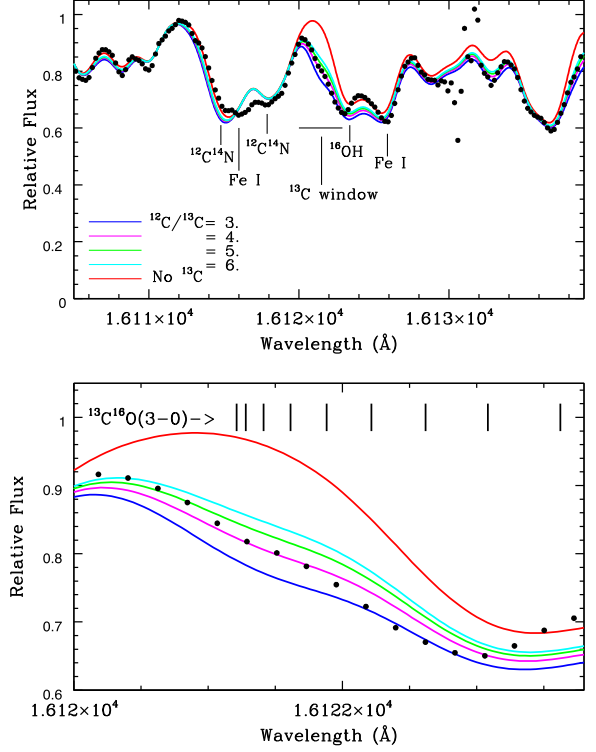 Relative Flux
0.8
0.6
0.4
0.2
0
¹²C¹⁴N
Fe I
¹²C¹⁴N
¹⁶OH
Fe I
¹³C window
¹²C/¹³C= 3.
= 4.
= 5.
= 6.
No ¹³C
1.611×10⁴ 1.612×10⁴ 1.613×10⁴
Wavelength (Å)
Relative Flux
¹³C¹⁶O(3-0)->
1
0.9
0.8
0.7
0.6
1.612×10⁴ 1.6122×10⁴
Wavelength (Å)